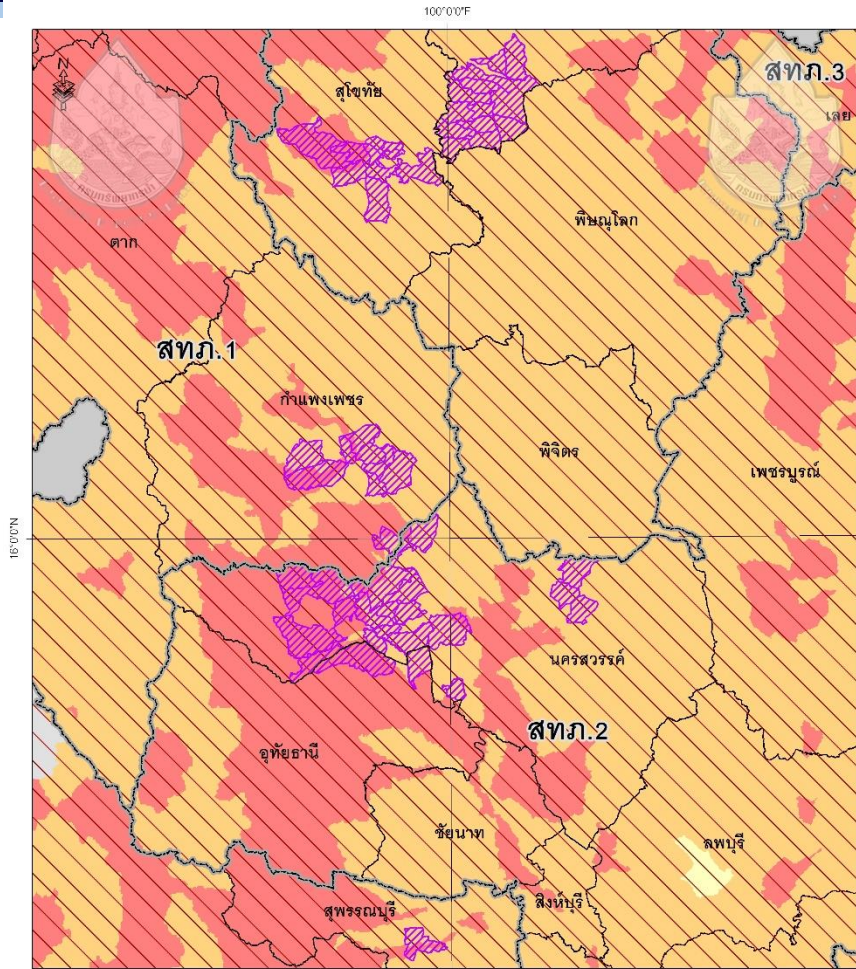 100°0'0"E
N
สทภ.3
สุโขทัย
เลย
พิษณุโลก
ตาก
สทภ.1
กำแพงเพชร
พิจิตร
เพชรบูรณ์
16°0'0"N
นครสวรรค์
สทภ.2
อุทัยธานี
ชัยนาท
ลพบุรี
สิงห์บุรี
สุพรรณบุรี